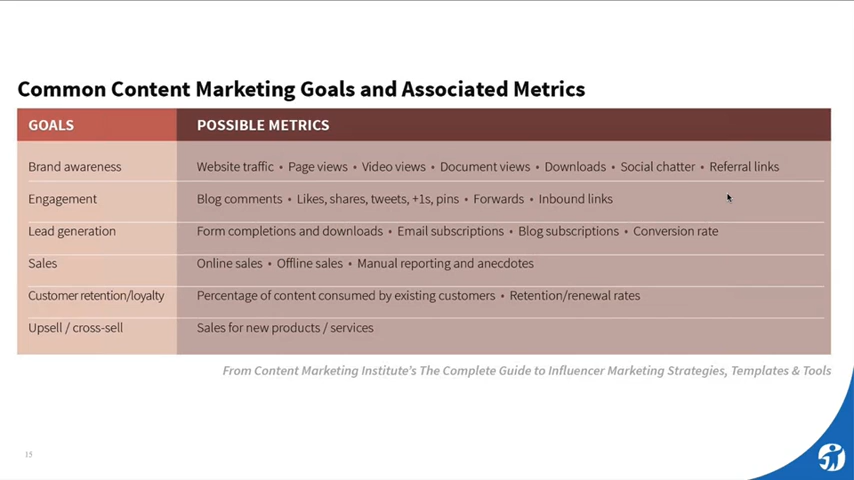 Common Content Marketing Goals and Associated Metrics
GOALS POSSIBLE METRICS
Brand awareness Website traffic • Page views • Video views • Document views • Downloads • Social chatter • Referral links
Engagement Blog comments • Likes, shares, tweets, +1s, pins • Forwards • Inbound links
Lead generation Form completions and downloads • Email subscriptions • Blog subscriptions • Conversion rate
Sales Online sales • Offline sales • Manual reporting and anecdotes
Customer retention/loyalty Percentage of content consumed by existing customers • Retention/renewal rates
Upsell / cross-sell Sales for new products / services
From Content Marketing Institute's The Complete Guide to Influencer Marketing Strategies, Templates & Tools
15